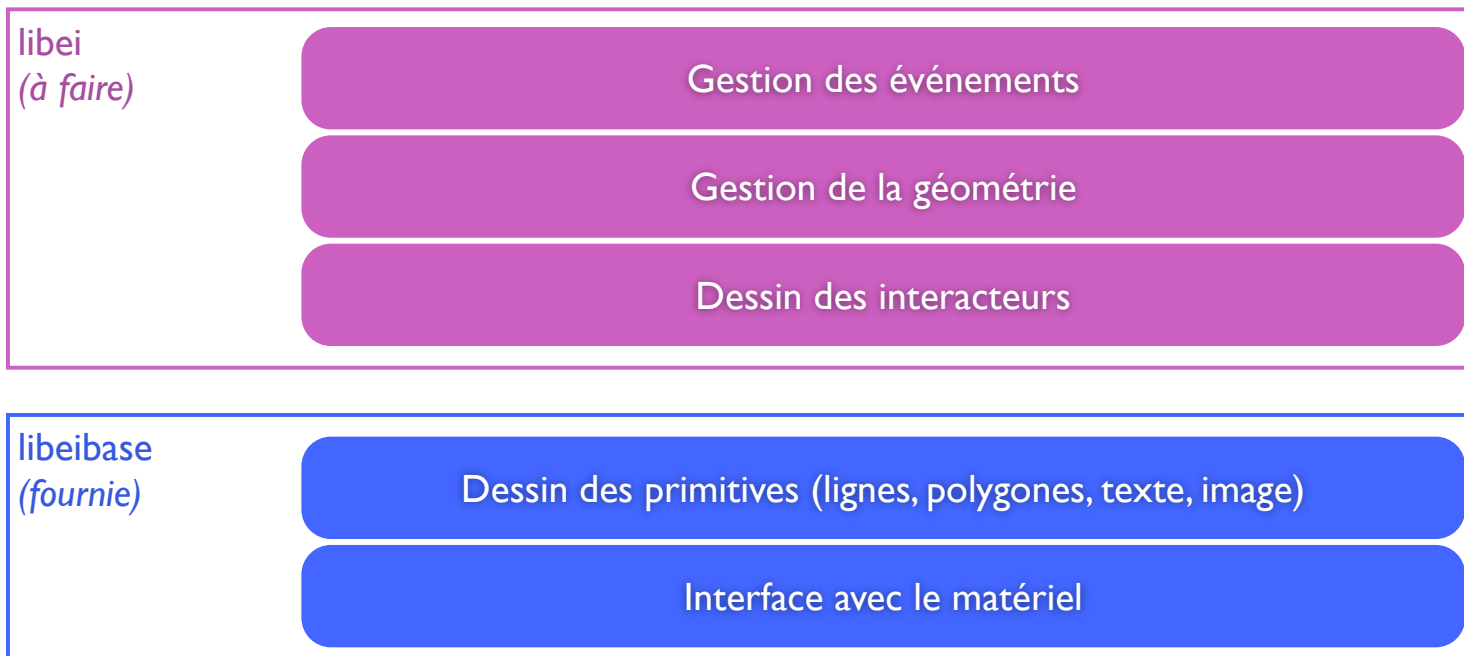 libei
(à faire)
Gestion des événements
Gestion de la géométrie
Dessin des interacteurs
libeibase
(fournie)
Dessin des primitives (lignes, polygones, texte, image)
Interface avec le matériel